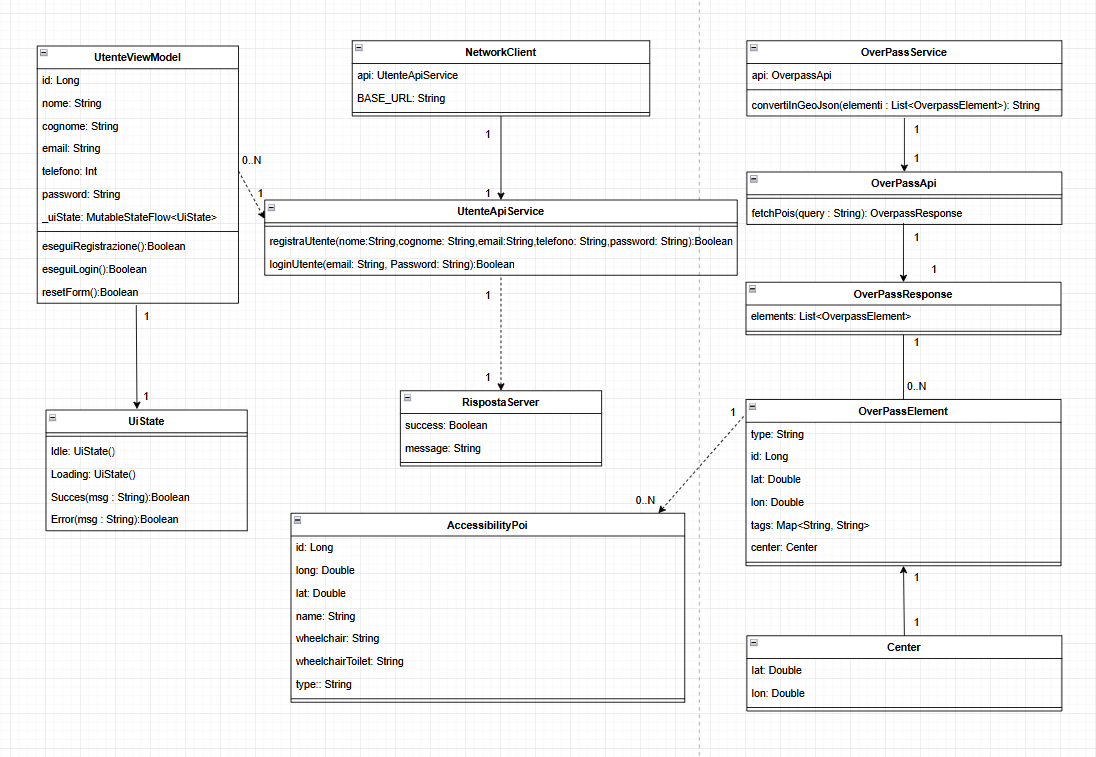 UtenteViewModel
id: Long
nome: String
cognome: String
email: String
telefono: Int
password: String
_uiState: MutableStateFlow<UiState>
eseguiRegistrazione():Boolean
eseguiLogin():Boolean
resetForm():Boolean
1
1
UiState
Idle: UiState()
Loading: UiState()
Succes(msg : String):Boolean
Error(msg : String):Boolean
0..N
1
NetworkClient
api: UtenteApiService
BASE_URL: String
1
1
UtenteApiService
registraUtente(nome:String,cognome: String,email:String,telefono: String,password: String):Boolean
loginUtente(email: String, Password: String):Boolean
1
1
RispostaServer
success: Boolean
message: String
OverPassService
api: OverpassApi
convertiInGeoJson(elementi : List<OverpassElement>): String
1
1
OverPassApi
fetchPois(query : String): OverpassResponse
1
1
OverPassResponse
elements: List<OverpassElement>
1
0..N
OverPassElement
type: String
id: Long
lat: Double
lon: Double
tags: Map<String, String>
center: Center
1
0..N
AccessibilityPoi
id: Long
long: Double
lat: Double
name: String
wheelchair: String
wheelchairToilet: String
type:: String
1
1
Center
lat: Double
lon: Double